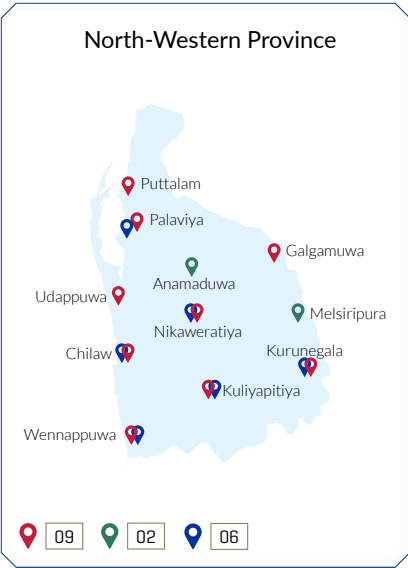 North-Western Province
Puttalam
Palaviya
Galgamuwa
Anamaduwa
Udappuwa
Melsiripura
Nikaweratiya
Chilaw
Kurunegala
Kuliyapitiya
Wennappuwa
09 02 06